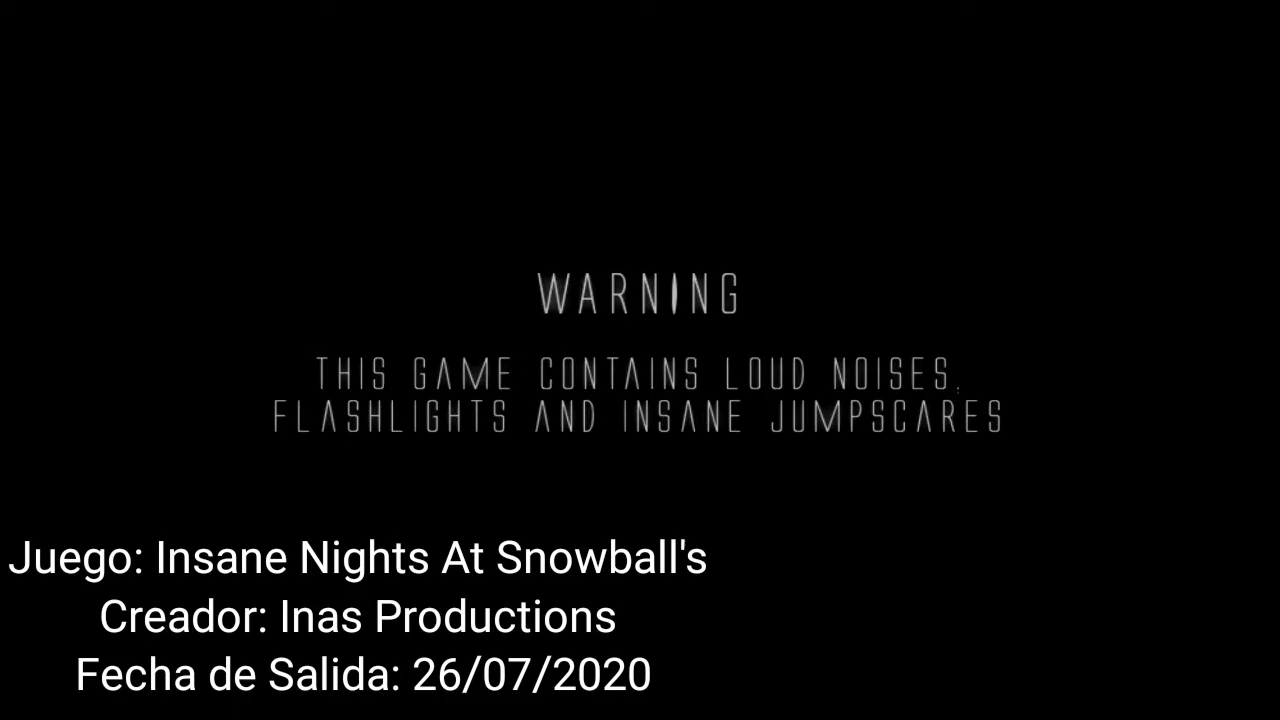 WARNING
THIS GAME CONTAINS LOUD NOISES,
FLASHLIGHTS AND INSANE JUMPSCARES
Juego: Insane Nights At Snowball's
Creador: Inas Productions
Fecha de Salida: 26/07/2020